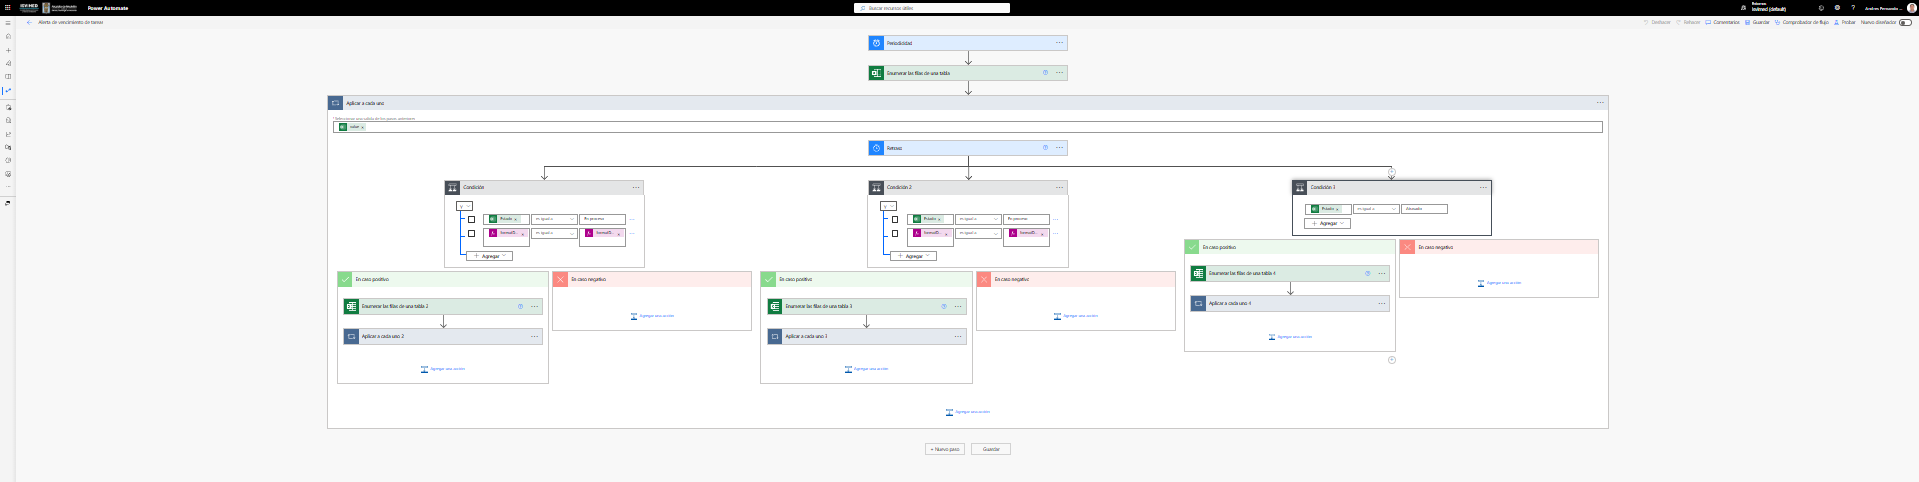 ISVIMED
Alcaldía de Medellín
Power Automate
Buscar recursos útiles
Entornos
Isvimed (default)
Andres Fernando ...
Alerta de vencimiento de tareas
Deshacer
Rehacer
Comentarios
Guardar
Comprobador de flujo
Probar
Nuevo diseñador
Periodicidad
Enumerar las filas de una tabla
Aplicar a cada uno
* Seleccionar una salida de los pasos anteriores
value x
Retraso
Condición
Y
Estado x
es igual a
En proceso
formatD... x
es igual a
formatD... x
+ Agregar
En caso positivo
Enumerar las filas de una tabla 2
Aplicar a cada uno 2
Agregar una acción
En caso negativo
Agregar una acción
Condición 2
Y
Estado x
es igual a
En proceso
formatD... x
es igual a
formatD... x
+ Agregar
En caso positivo
Enumerar las filas de una tabla 3
Aplicar a cada uno 3
Agregar una acción
En caso negativo
Agregar una acción
Condición 3
Estado x
es igual a
+ Agregar
En caso positivo
Enumerar las filas de una tabla 4
Aplicar a cada uno 4
Agregar una acción
En caso negativo
Agregar una acción
Agregar una acción
+ Nuevo paso
Guardar